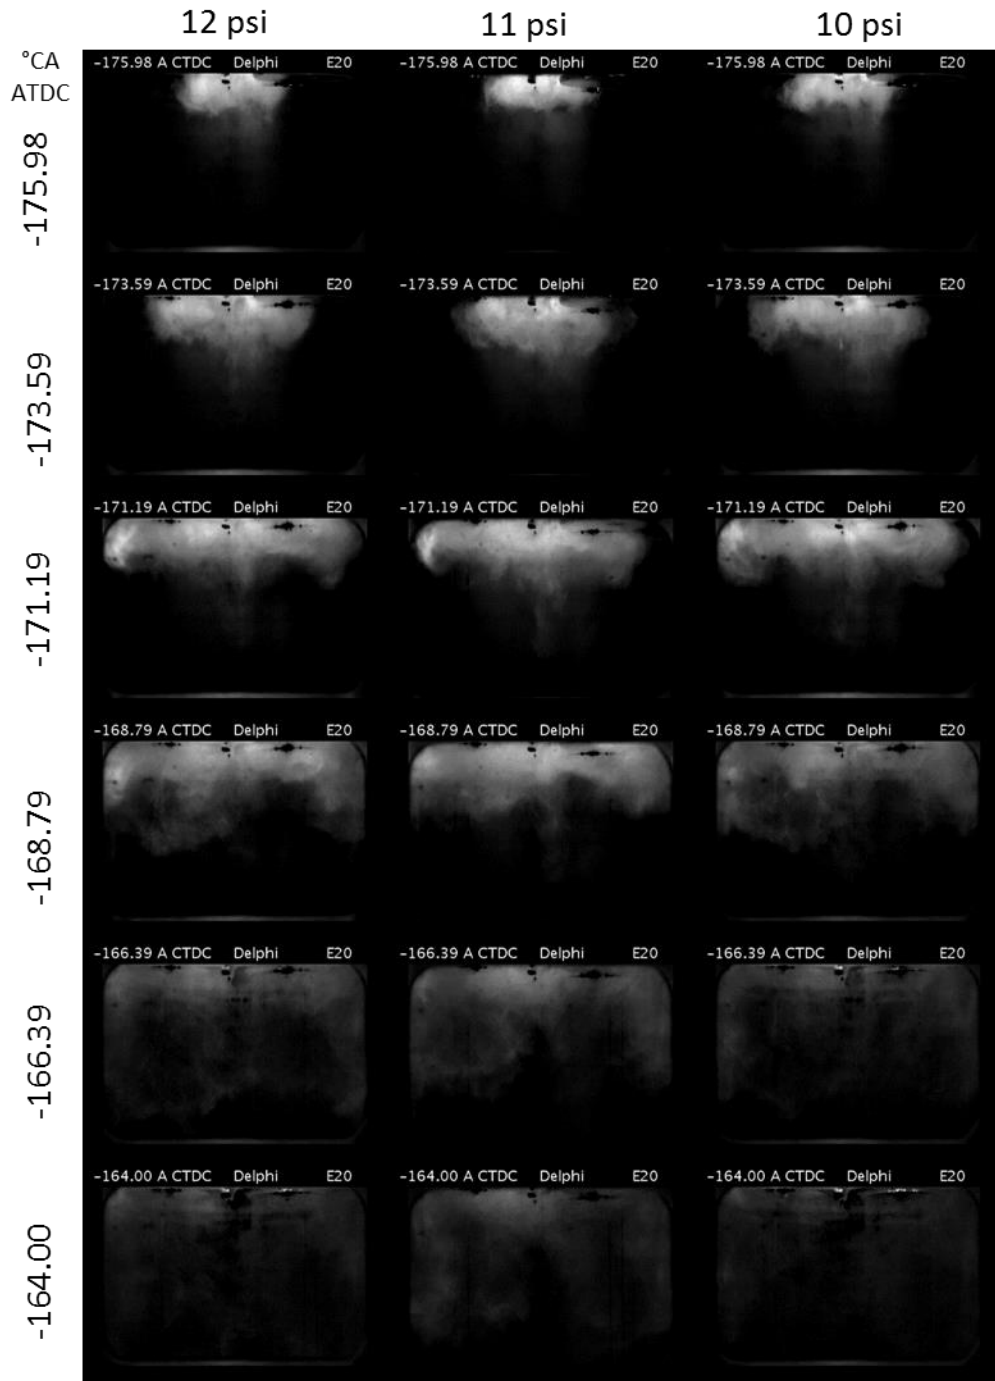 12 psi 11 psi 10 psi
°CA
ATDC
-175.98
-175.98 A CTDC Delphi E20 -175.98 A CTDC Delphi E20 -175.98 A CTDC Delphi E20
-173.59
-173.59 A CTDC Delphi E20 -173.59 A CTDC Delphi E20 -173.59 A CTDC Delphi E20
-171.19
-171.19 A CTDC Delphi E20 -171.19 A CTDC Delphi E20 -171.19 A CTDC Delphi E20
-168.79
-168.79 A CTDC Delphi E20 -168.79 A CTDC Delphi E20 -168.79 A CTDC Delphi E20
-166.39
-166.39 A CTDC Delphi E20 -166.39 A CTDC Delphi E20 -166.39 A CTDC Delphi E20
-164.00
-164.00 A CTDC Delphi E20 -164.00 A CTDC Delphi E20 -164.00 A CTDC Delphi E20